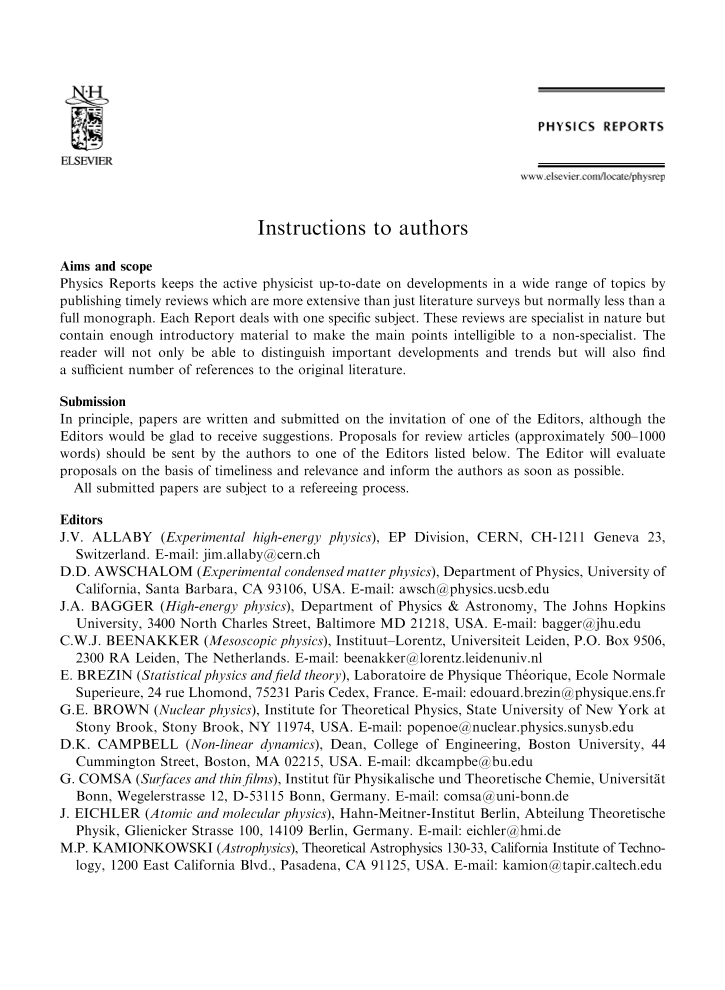 N·H
ELSEVIER
PHYSICS REPORTS
www.elsevier.com/locate/physrep
Instructions to authors
Aims and scope
Physics Reports keeps the active physicist up-to-date on developments in a wide range of topics by
publishing timely reviews which are more extensive than just literature surveys but normally less than a
full monograph. Each Report deals with one specific subject. These reviews are specialist in nature but
contain enough introductory material to make the main points intelligible to a non-specialist. The
reader will not only be able to distinguish important developments and trends but will also find
a sufficient number of references to the original literature.
Submission
In principle, papers are written and submitted on the invitation of one of the Editors, although the
Editors would be glad to receive suggestions. Proposals for review articles (approximately 500–1000
words) should be sent by the authors to one of the Editors listed below. The Editor will evaluate
proposals on the basis of timeliness and relevance and inform the authors as soon as possible.
All submitted papers are subject to a refereeing process.
Editors
J.V. ALLABY (Experimental high-energy physics), EP Division, CERN, CH-1211 Geneva 23,
Switzerland. E-mail: jim.allaby@cern.ch
D.D. AWSCHALOM (Experimental condensed matter physics), Department of Physics, University of
California, Santa Barbara, CA 93106, USA. E-mail: awsch@physics.ucsb.edu
J.A. BAGGER (High-energy physics), Department of Physics & Astronomy, The Johns Hopkins
University, 3400 North Charles Street, Baltimore MD 21218, USA. E-mail: bagger@jhu.edu
C.W.J. BEENAKKER (Mesoscopic physics), Instituut–Lorentz, Universiteit Leiden, P.O. Box 9506,
2300 RA Leiden, The Netherlands. E-mail: beenakker@lorentz.leidenuniv.nl
E. BREZIN (Statistical physics and field theory), Laboratoire de Physique Théorique, Ecole Normale
Superieure, 24 rue Lhomond, 75231 Paris Cedex, France. E-mail: edouard.brezin@physique.ens.fr
G.E. BROWN (Nuclear physics), Institute for Theoretical Physics, State University of New York at
Stony Brook, Stony Brook, NY 11974, USA. E-mail: popenoe@nuclear.physics.sunysb.edu
D.K. CAMPBELL (Non-linear dynamics), Dean, College of Engineering, Boston University, 44
Cummington Street, Boston, MA 02215, USA. E-mail: dkcampbe@bu.edu
G. COMSA (Surfaces and thin films), Institut für Physikalische und Theoretische Chemie, Universität
Bonn, Wegelerstrasse 12, D-53115 Bonn, Germany. E-mail: comsa@uni-bonn.de
J. EICHLER (Atomic and molecular physics), Hahn-Meitner-Institut Berlin, Abteilung Theoretische
Physik, Glienicker Strasse 100, 14109 Berlin, Germany. E-mail: eichler@hmi.de
M.P. KAMIONKOWSKI (Astrophysics), Theoretical Astrophysics 130-33, California Institute of Techno-
logy, 1200 East California Blvd., Pasadena, CA 91125, USA. E-mail: kamion@tapir.caltech.edu